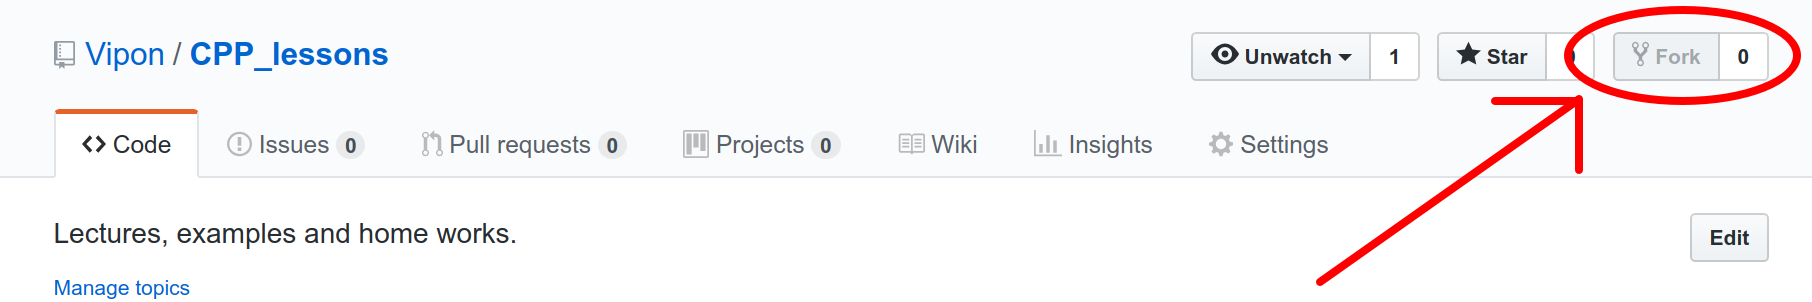 Vipon / CPP_lessons
Unwatch 1 Star Fork 0
Code Issues 0 Pull requests 0 Projects 0 Wiki Insights Settings
Lectures, examples and home works.
Edit
Manage topics